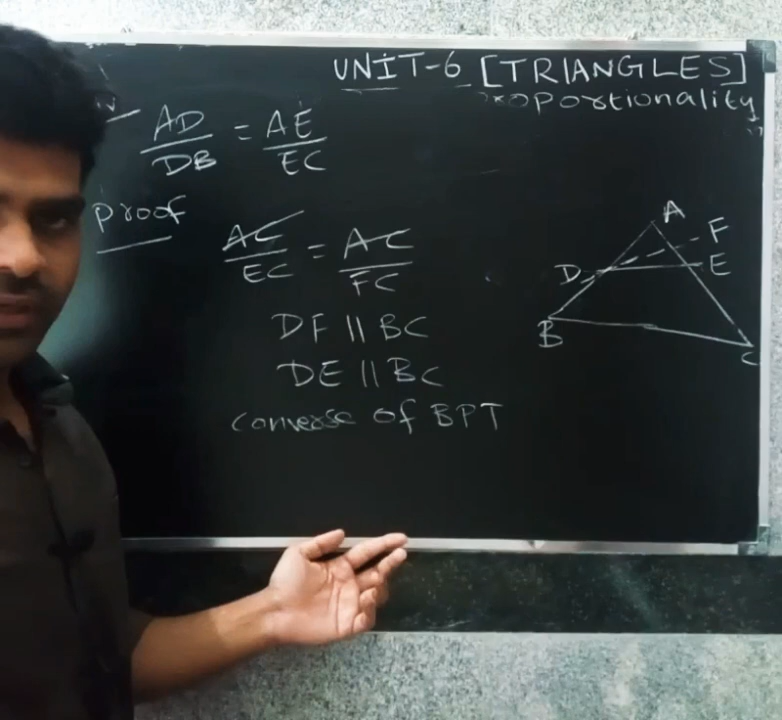 UNIT-6 [TRIANGLES]
roportionality
AD/DB = AE/EC
Proof
AC/EC = AC/FC
DF || BC
DE || BC
converse of BPT
A
F
D
E
B
C